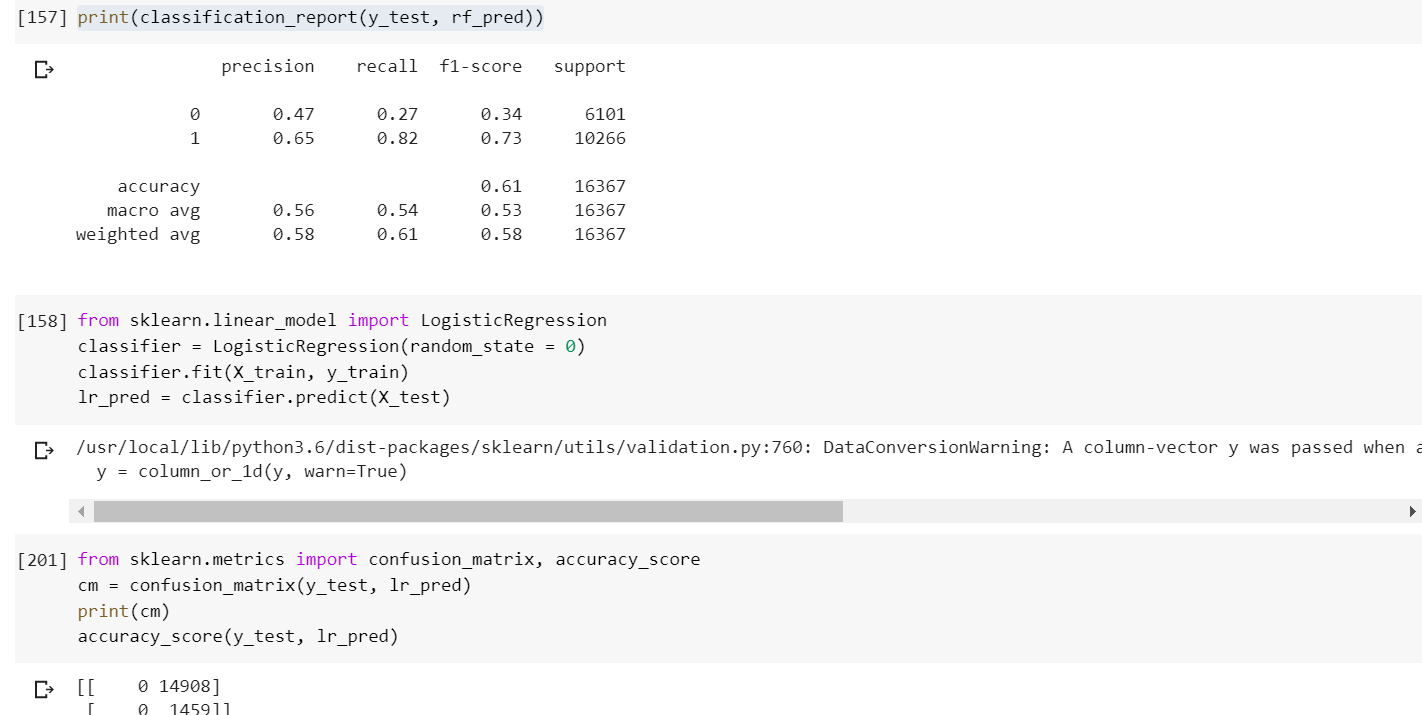 [157] print(classification_report(y_test, rf_pred))
precision recall f1-score support
0 0.47 0.27 0.34 6101
1 0.65 0.82 0.73 10266
accuracy 0.61 16367
macro avg 0.56 0.54 0.53 16367
weighted avg 0.58 0.61 0.58 16367
[158] from sklearn.linear_model import LogisticRegression
classifier = LogisticRegression(random_state = 0)
classifier.fit(X_train, y_train)
lr_pred = classifier.predict(X_test)
/usr/local/lib/python3.6/dist-packages/sklearn/utils/validation.py:760: DataConversionWarning: A column-vector y was passed when a
y = column_or_1d(y, warn=True)
[201] from sklearn.metrics import confusion_matrix, accuracy_score
cm = confusion_matrix(y_test, lr_pred)
print(cm)
accuracy_score(y_test, lr_pred)
[[ 0 14908]
[ 0 1459]]